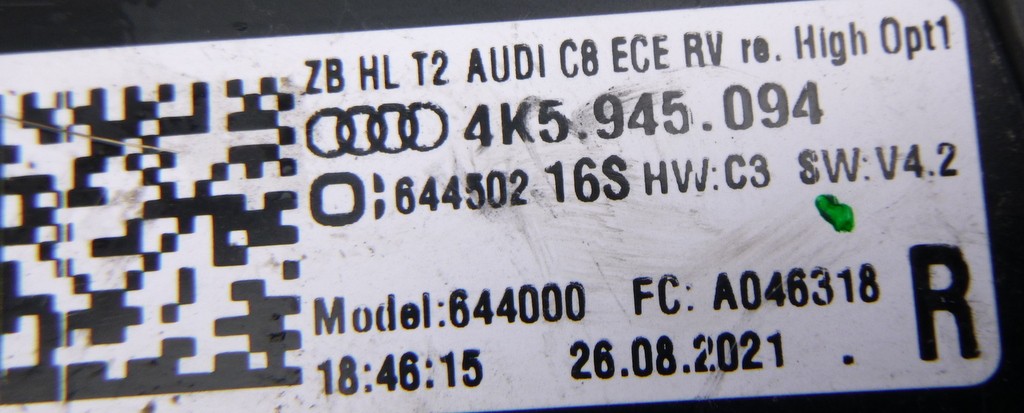 ZB HL T2 AUDI C8 ECE RV re. High Opt1
4K5.945.094
O;644502 16S HW:C3 SW:V4.2
Model:644000 FC: A046318
R
18:46:15 26.08.2021 .